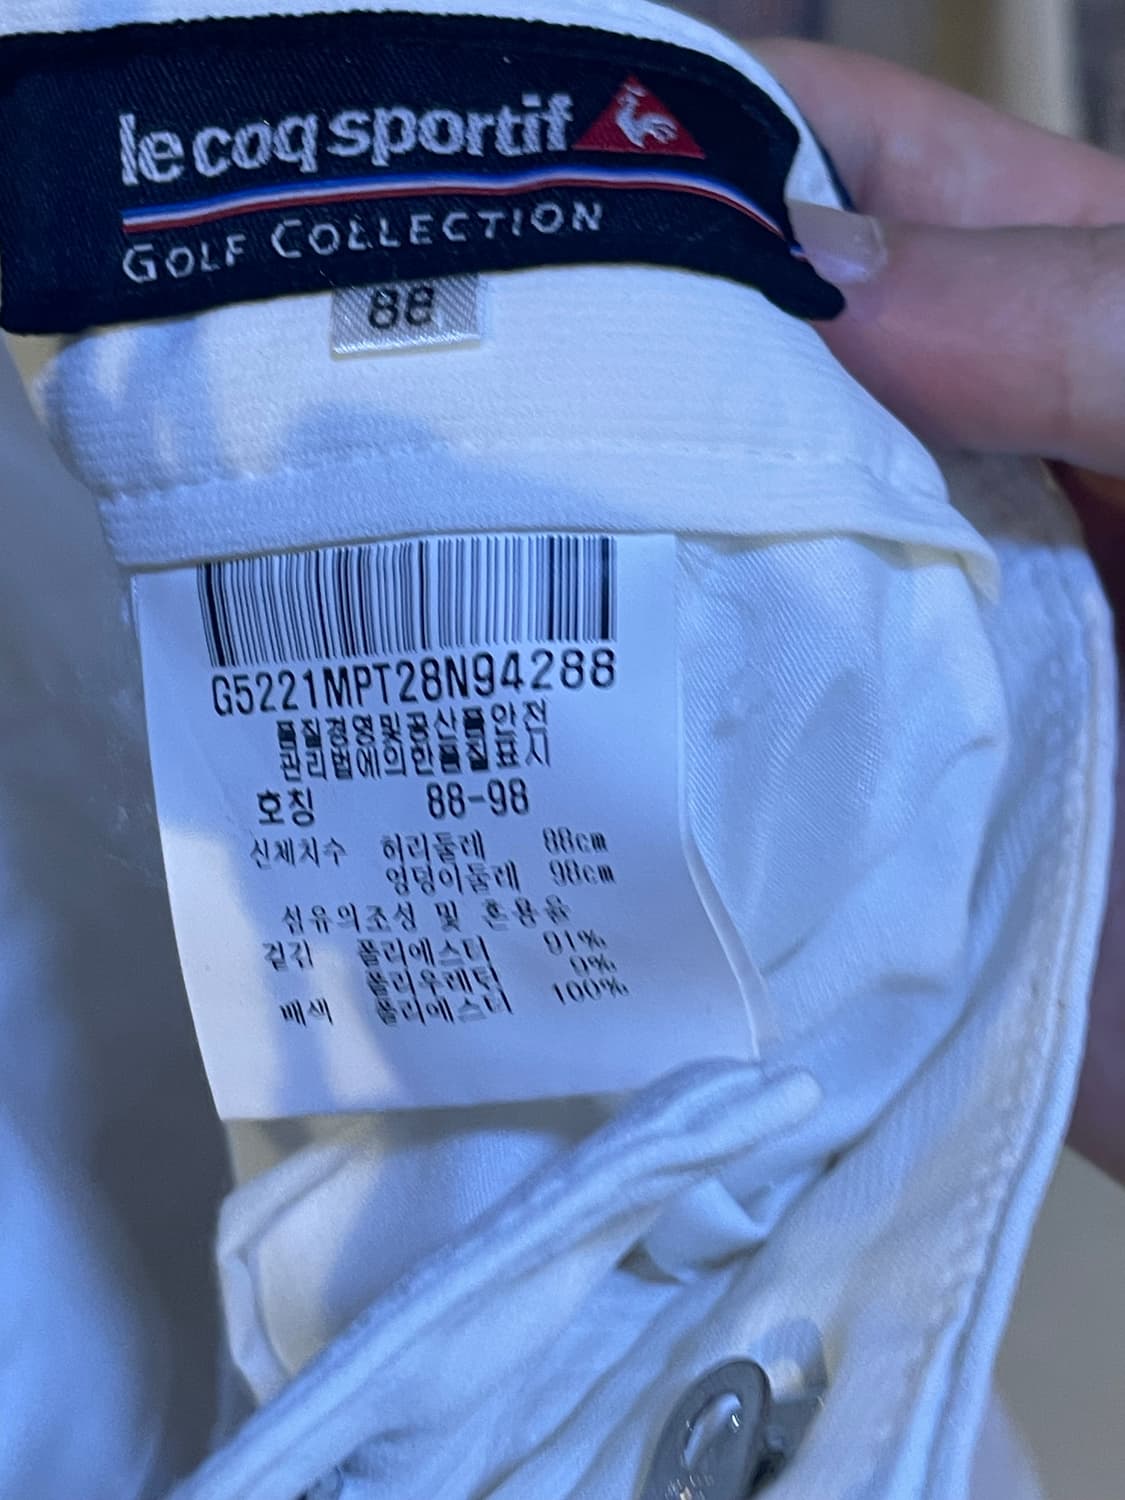 le coq sportif
GOLF COLLECTION
88
G5221MPT28N94288
품질경영및공산품안전
관리법에의한품질표시
호칭 88-98
신체치수 허리둘레 88cm
엉덩이둘레 98cm
섬유의조성 및 혼용율
겉감 폴리에스터 91%
폴리우레탄 9%
배색 폴리에스터 100%